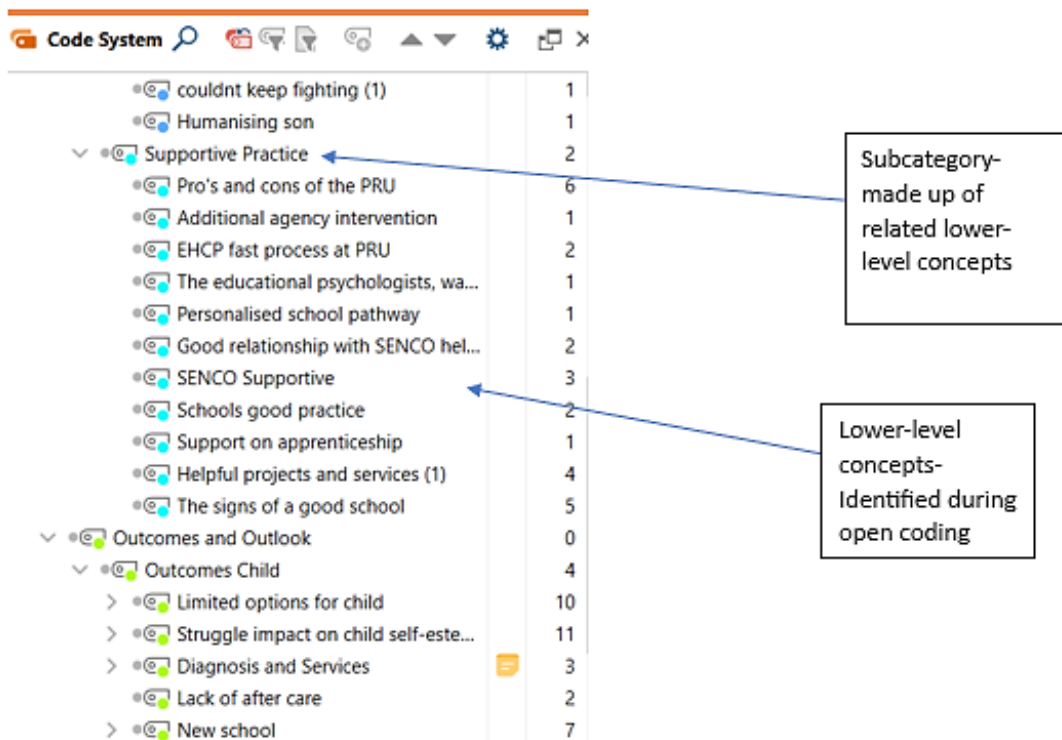 Code System
couldnt keep fighting (1) 1
Humanising son 1
Supportive Practice 2
Pro's and cons of the PRU 6
Additional agency intervention 1
EHCP fast process at PRU 2
The educational psychologists, wa... 1
Personalised school pathway 1
Good relationship with SENCO hel... 2
SENCO Supportive 3
Schools good practice 2
Support on apprenticeship 1
Helpful projects and services (1) 4
The signs of a good school 5
Outcomes and Outlook 0
Outcomes Child 4
Limited options for child 10
Struggle impact on child self-este... 11
Diagnosis and Services 3
Lack of after care 2
New school 7
Subcategory-
made up of
related lower-
level concepts
Lower-level
concepts-
Identified during
open coding